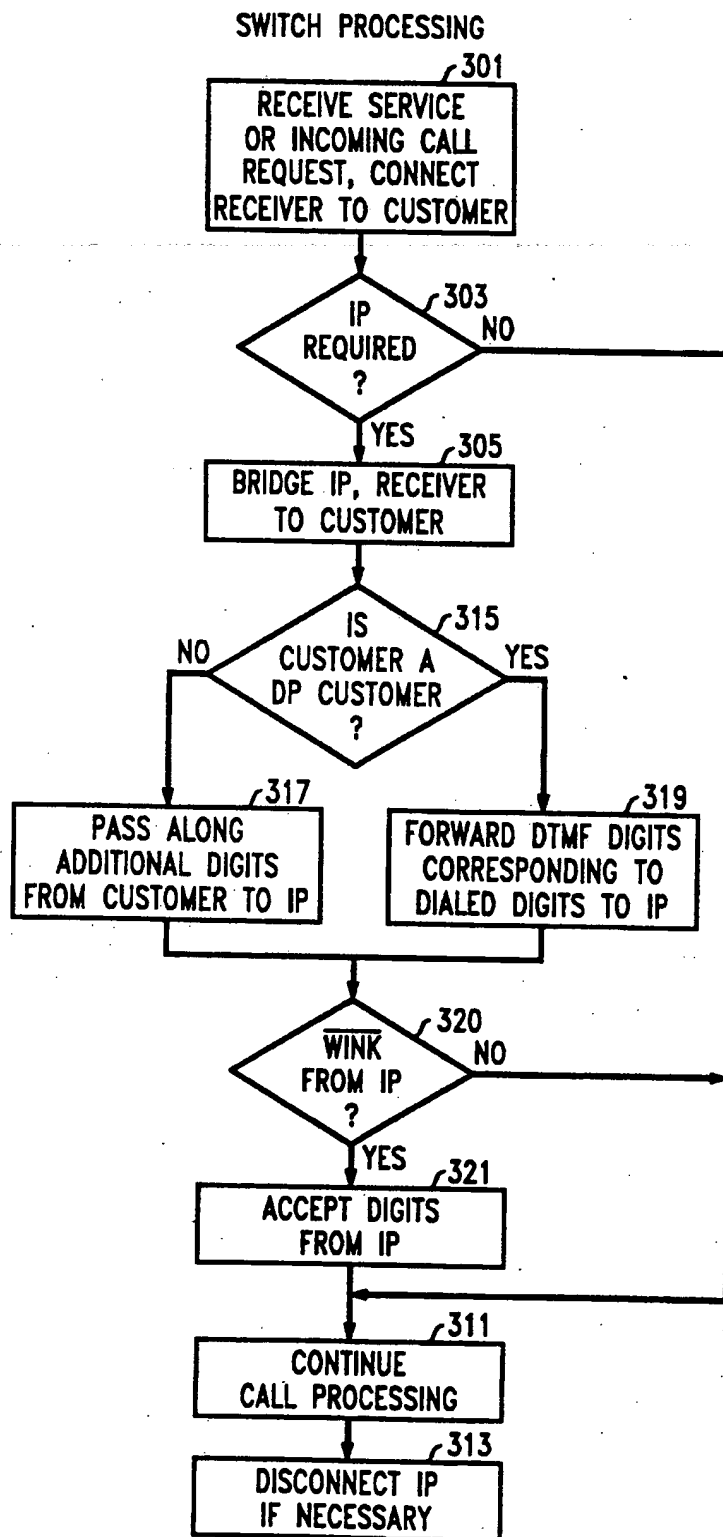 SWITCH PROCESSING
301
RECEIVE SERVICE
OR INCOMING CALL
REQUEST, CONNECT
RECEIVER TO CUSTOMER
303
IP
REQUIRED
?
NO
YES
305
BRIDGE IP, RECEIVER
TO CUSTOMER
315
IS
CUSTOMER A
DP CUSTOMER
?
NO
YES
317
PASS ALONG
ADDITIONAL DIGITS
FROM CUSTOMER TO IP
319
FORWARD DTMF DIGITS
CORRESPONDING TO
DIALED DIGITS TO IP
320
WINK
FROM IP
?
NO
YES
321
ACCEPT DIGITS
FROM IP
311
CONTINUE
CALL PROCESSING
313
DISCONNECT IP
IF NECESSARY